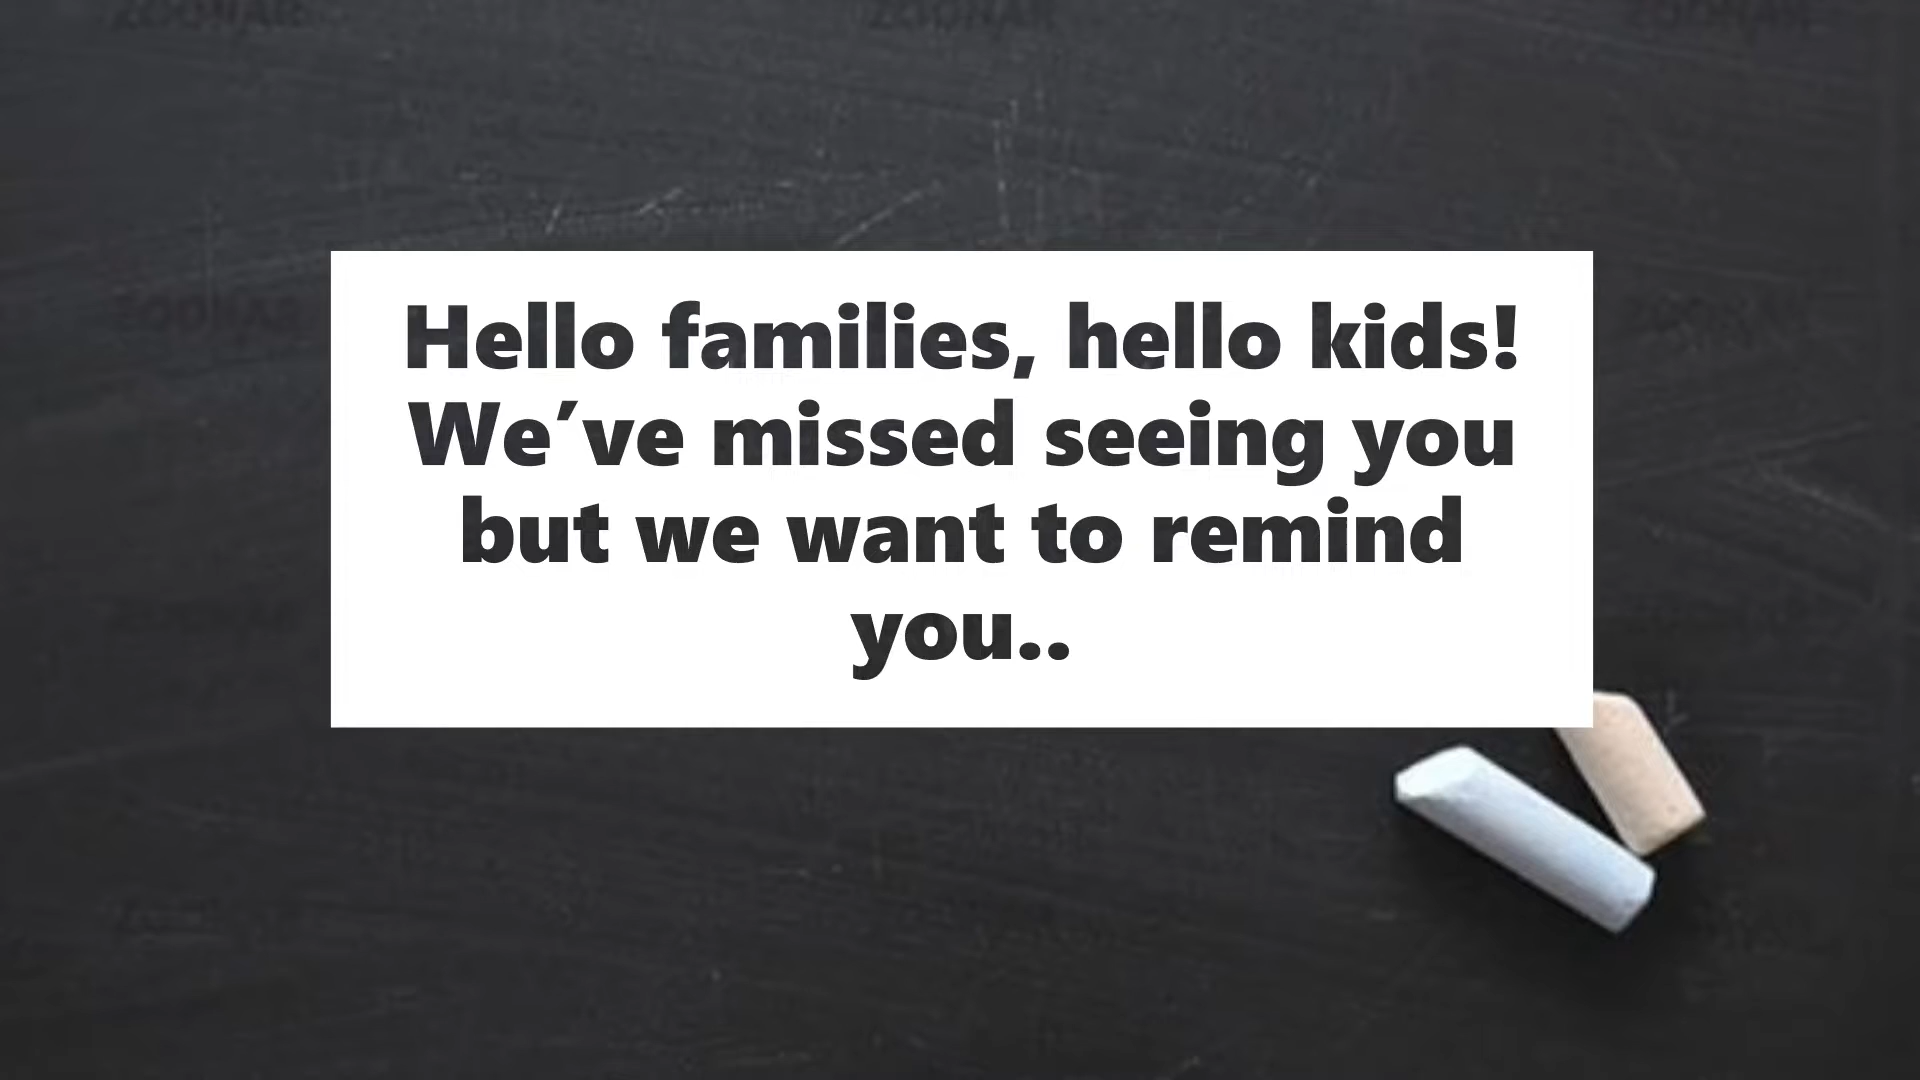 Hello families, hello kids!
We’ve missed seeing you
but we want to remind
you..